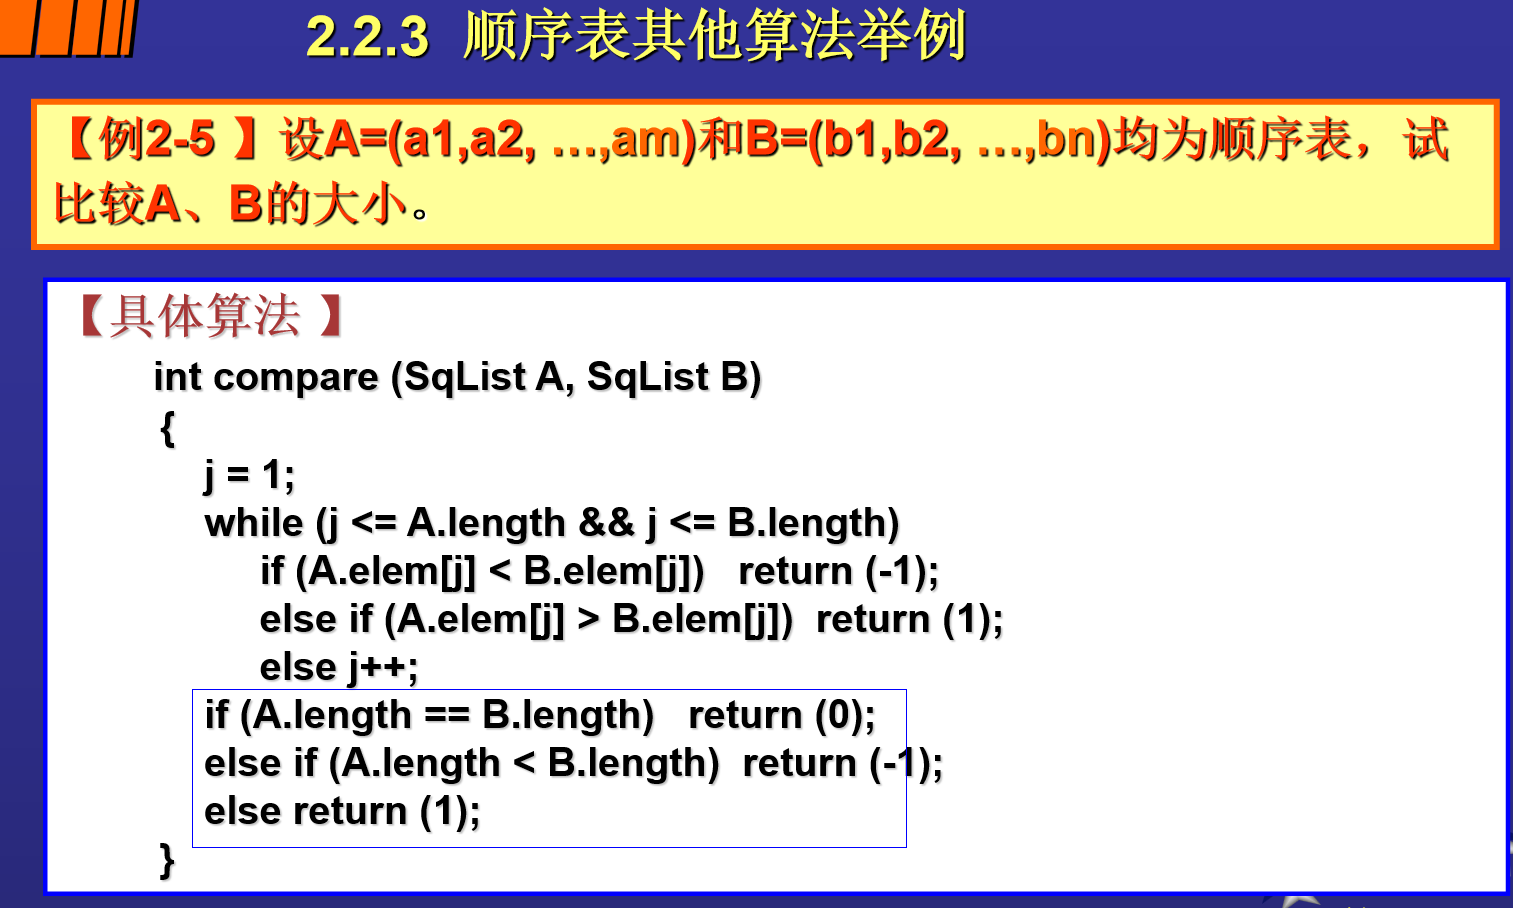 2.2.3 顺序表其他算法举例
【例2-5 】设A=(a1,a2, …,am)和B=(b1,b2, …,bn)均为顺序表，试
比较A、B的大小。
【具体算法 】
int compare (SqList A, SqList B)
{
j = 1;
while (j <= A.length && j <= B.length)
if (A.elem[j] < B.elem[j]) return (-1);
else if (A.elem[j] > B.elem[j]) return (1);
else j++;
if (A.length == B.length) return (0);
else if (A.length < B.length) return (-1);
else return (1);
}